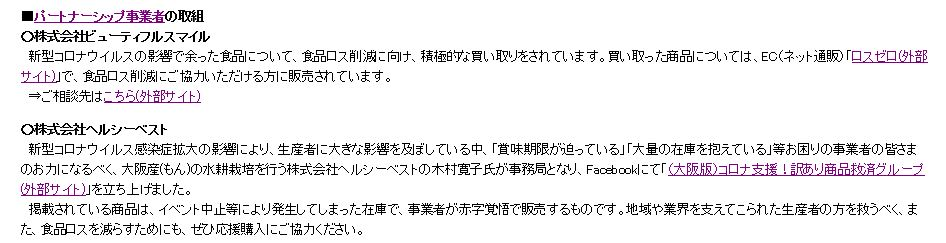 ■パートナーシップ事業者の取組
〇株式会社ビューティフルスマイル
新型コロナウイルスの影響で余った食品について、食品ロス削減に向け、積極的な買い取りをされています。買い取った商品については、EC(ネット通販)「ロスゼロ(外部
サイト)」で、食品ロス削減にご協力いただける方に販売されています。
⇒ご相談先はこちら(外部サイト)
〇株式会社ヘルシーベスト
新型コロナウイルス感染症拡大の影響により、生産者に大きな影響を及ぼしている中、「賞味期限が迫っている」「大量の在庫を抱えている」等お困りの事業者の皆さま
のお力になるべく、大阪産(もん)の水耕栽培を行う株式会社ヘルシーベストの木村寛子氏が事務局となり、Facebookにて「(大阪版)コロナ支援!訳あり商品救済グループ
(外部サイト)」を立ち上げました。
掲載されている商品は、イベント中止等により発生してしまった在庫で、事業者が赤字覚悟で販売するものです。地域や業界を支えてこられた生産者の方を救うべく、ま
た、食品ロスを減らすためにも、ぜひ応援購入にご協力ください。